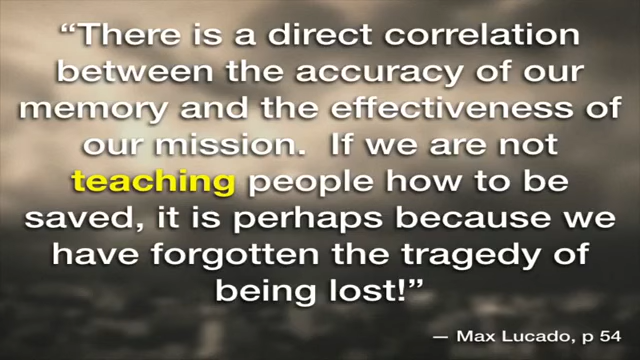 “There is a direct correlation
between the accuracy of our
memory and the effectiveness of
our mission.  If we are not
teaching people how to be
saved, it is perhaps because we
have forgotten the tragedy of
being lost!”
— Max Lucado, p 54